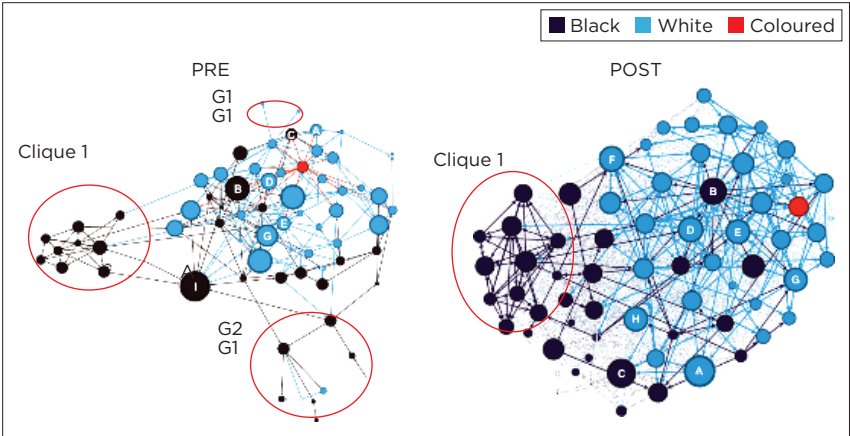 Black White Coloured
PRE
POST
G1
G1
Clique 1
Clique 1
C
A
B
D
E
G
I
G2
G1
F
B
D
E
G
H
C
A